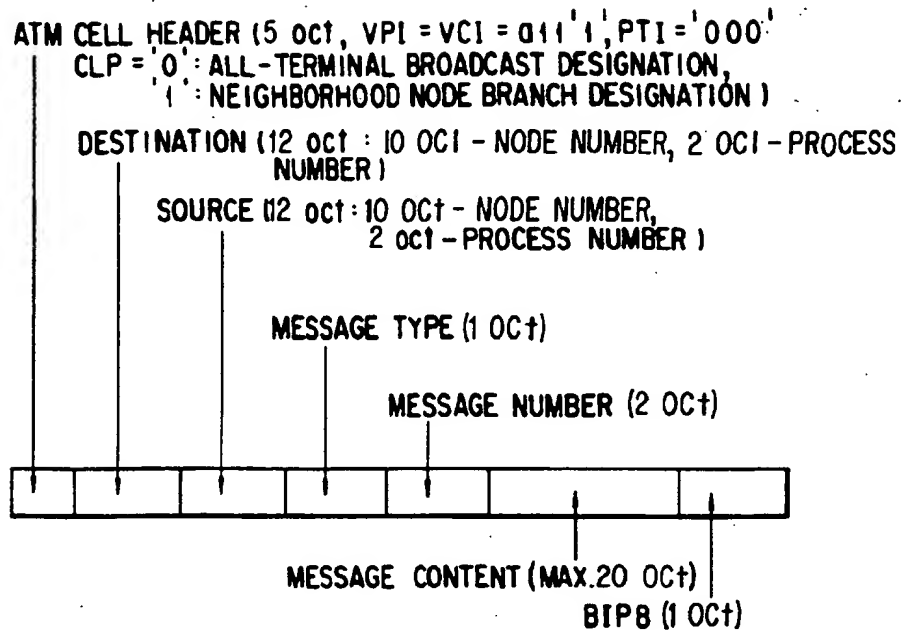 ATM CELL HEADER (5 oct, VPI = VCI = all '1', PTI = '000'
CLP = '0' : ALL-TERMINAL BROADCAST DESIGNATION,
'1' : NEIGHBORHOOD NODE BRANCH DESIGNATION )
DESTINATION (12 oct : 10 OCt - NODE NUMBER, 2 OCt - PROCESS
NUMBER )
SOURCE (12 oct : 10 OCt - NODE NUMBER,
2 oct - PROCESS NUMBER )
MESSAGE TYPE (1 OCt)
MESSAGE NUMBER (2 OCt)
MESSAGE CONTENT (MAX.20 OCt)
BIP8 (1 OCt)